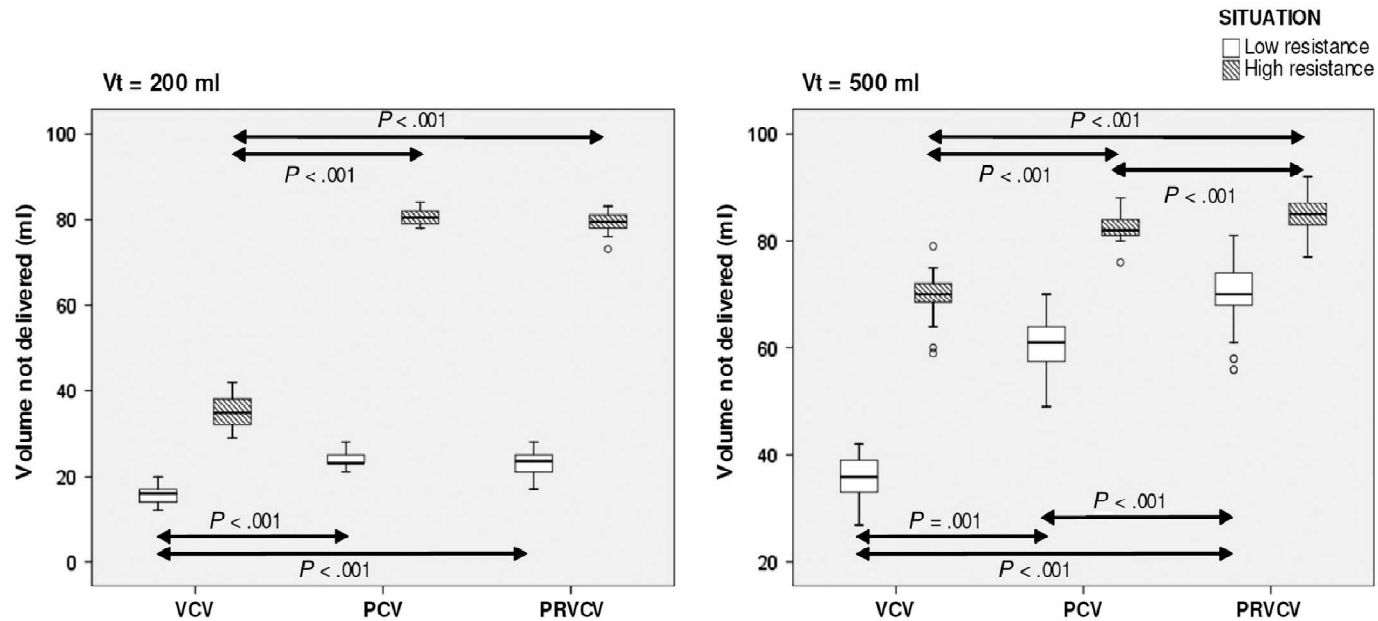 SITUATION
Low resistance
High resistance
Vt = 200 ml
Volume not delivered (ml)
100
80
60
40
20
0
P < .001
P < .001
P < .001
P < .001
VCV
PCV
PRVCV
Vt = 500 ml
Volume not delivered (ml)
100
80
60
40
20
P < .001
P < .001
P < .001
P < .001
P = .001
P < .001
VCV
PCV
PRVCV